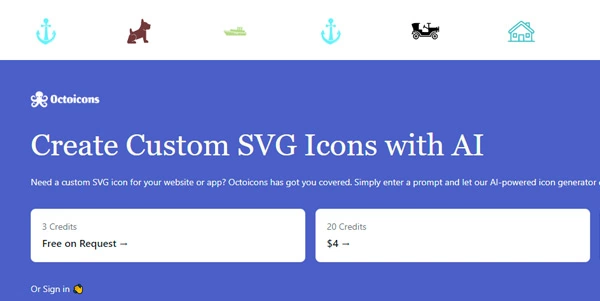 Octoicons
Create Custom SVG Icons with AI
Need a custom SVG icon for your website or app? Octoicons has got you covered. Simply enter a prompt and let our AI-powered icon generator
3 Credits
Free on Request →
20 Credits
$4 →
Or Sign in 👋